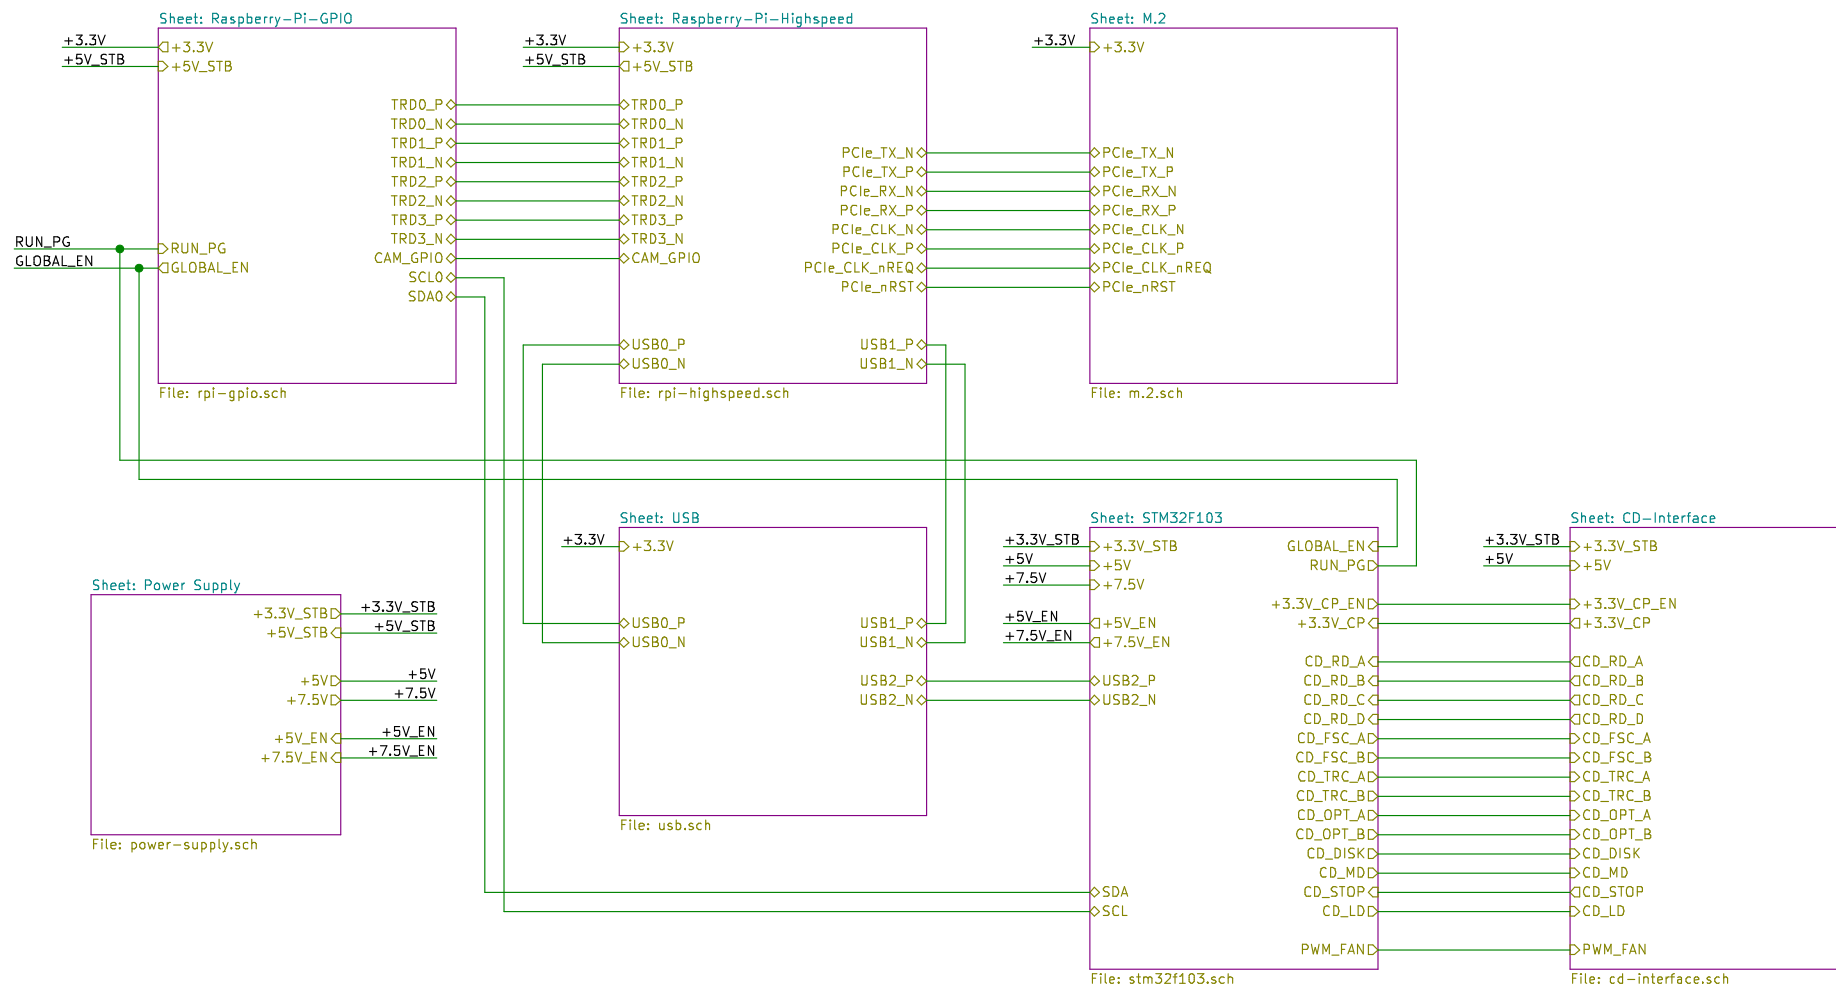 Sheet: Raspberry-Pi-GPIO
+3.3V
+5V_STB
+3.3V
+5V_STB
TRD0_P
TRD0_N
TRD1_P
TRD1_N
TRD2_P
TRD2_N
TRD3_P
TRD3_N
CAM_GPIO
SCL0
SDA0
RUN_PG
GLOBAL_EN
RUN_PG
GLOBAL_EN
File: rpi-gpio.sch
Sheet: Raspberry-Pi-Highspeed
+3.3V
+5V_STB
+3.3V
+5V_STB
TRD0_P
TRD0_N
TRD1_P
TRD1_N
TRD2_P
TRD2_N
TRD3_P
TRD3_N
CAM_GPIO
PCIe_TX_N
PCIe_TX_P
PCIe_RX_N
PCIe_RX_P
PCIe_CLK_N
PCIe_CLK_P
PCIe_CLK_nREQ
PCIe_nRST
USB0_P
USB0_N
USB1_P
USB1_N
File: rpi-highspeed.sch
Sheet: M.2
+3.3V
+3.3V
PCIe_TX_N
PCIe_TX_P
PCIe_RX_N
PCIe_RX_P
PCIe_CLK_N
PCIe_CLK_P
PCIe_CLK_nREQ
PCIe_nRST
File: m.2.sch
Sheet: Power Supply
+3.3V_STB
+5V_STB
+5V
+7.5V
+5V_EN
+7.5V_EN
+3.3V_STB
+5V_STB
+5V
+7.5V
+5V_EN
+7.5V_EN
File: power-supply.sch
Sheet: USB
+3.3V
+3.3V
USB0_P
USB0_N
USB1_P
USB1_N
USB2_P
USB2_N
File: usb.sch
Sheet: STM32F103
+3.3V_STB
+5V
+7.5V
+5V_EN
+7.5V_EN
+3.3V_STB
+5V
+7.5V
+5V_EN
+7.5V_EN
USB2_P
USB2_N
SDA
SCL
GLOBAL_EN
RUN_PG
+3.3V_CP_EN
+3.3V_CP
CD_RD_A
CD_RD_B
CD_RD_C
CD_RD_D
CD_FSC_A
CD_FSC_B
CD_TRC_A
CD_TRC_B
CD_OPT_A
CD_OPT_B
CD_DISK
CD_MD
CD_STOP
CD_LD
PWM_FAN
File: stm32f103.sch
Sheet: CD-Interface
+3.3V_STB
+5V
+3.3V_STB
+5V
+3.3V_CP_EN
+3.3V_CP
CD_RD_A
CD_RD_B
CD_RD_C
CD_RD_D
CD_FSC_A
CD_FSC_B
CD_TRC_A
CD_TRC_B
CD_OPT_A
CD_OPT_B
CD_DISK
CD_MD
CD_STOP
CD_LD
PWM_FAN
File: cd-interface.sch